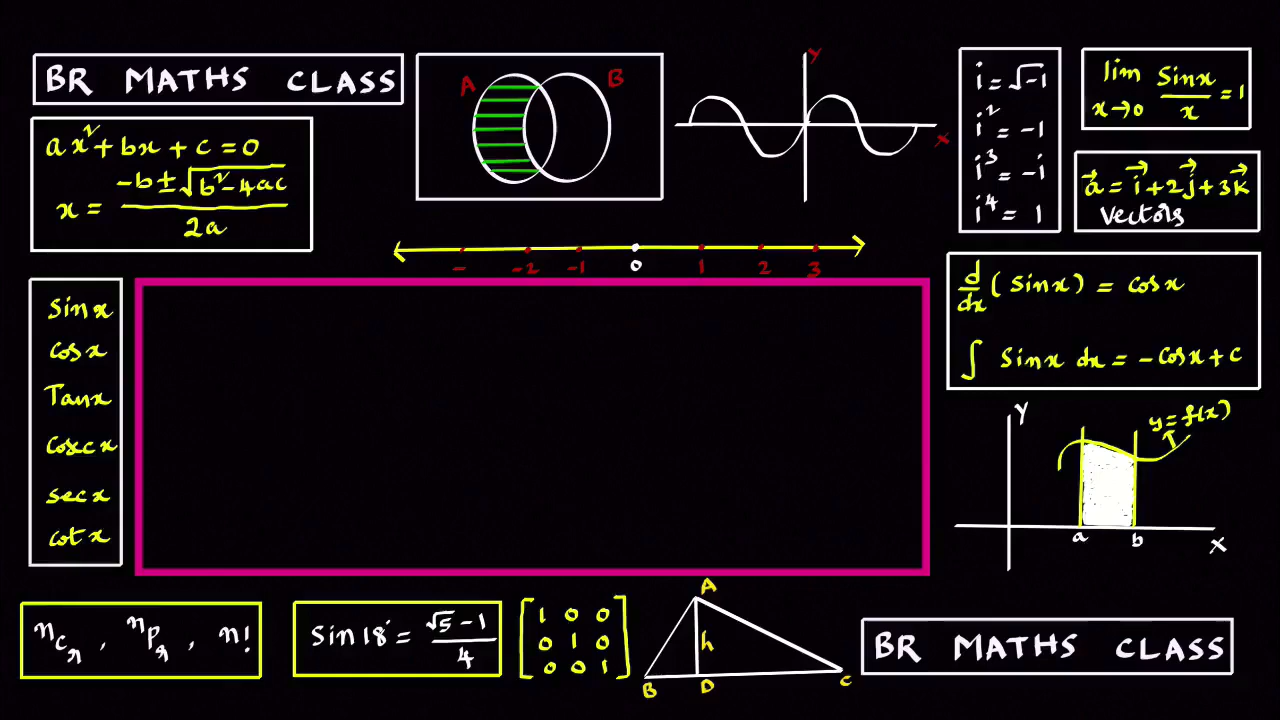 BR MATHS CLASS
ax² + bx + c = 0
x = (-b ± √(b² - 4ac)) / 2a
A B
Y
X
i = √-1
i² = -1
i³ = -i
i⁴ = 1
lim x→0 Sinx/x = 1
a⃗ = i⃗ + 2j⃗ + 3k⃗
Vectors
- -2 -1 0 1 2 3
d/dx (Sinx) = Cosx
∫ Sinx dx = -Cosx + c
Sinx
Cosx
Tanx
Cosecx
secx
cotx
Y
y = f(x)
a b
X
ⁿCᵣ , ⁿPᵣ , n!
Sin18° = (√5 - 1) / 4
1 0 0
0 1 0
0 0 1
A
h
B D C
BR MATHS CLASS